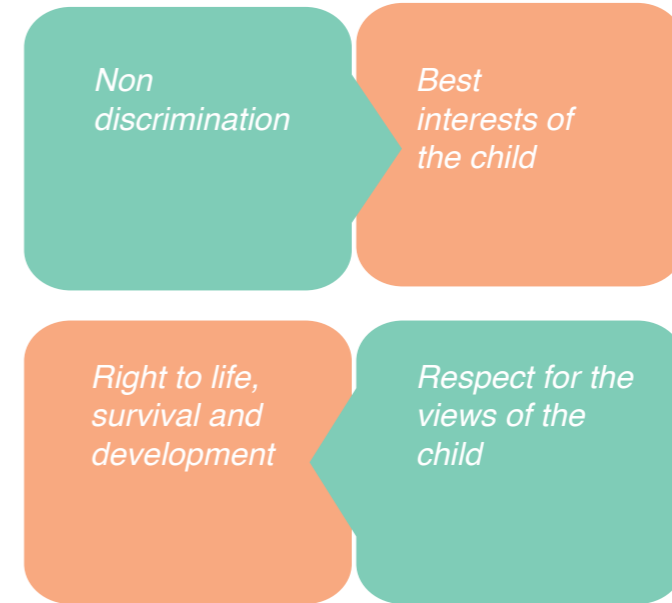 Non
discrimination
Best
interests of
the child
Right to life,
survival and
development
Respect for the
views of the
child